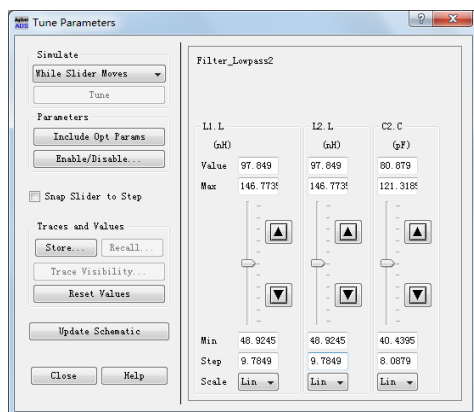 Agilent ADS Tune Parameters
Simulate
While Slider Moves
Tune
Parameters
Include Opt Params
Enable/Disable...
Snap Slider to Step
Traces and Values
Store... Recall...
Trace Visibility...
Reset Values
Update Schematic
Close Help
Filter_Lowpass2
L1.L L2.L C2.C
(nH) (nH) (pF)
Value 97.849 97.849 80.879
Max 146.7735 146.7735 121.3185
Min 48.9245 48.9245 40.4395
Step 9.7849 9.7849 8.0879
Scale Lin Lin Lin